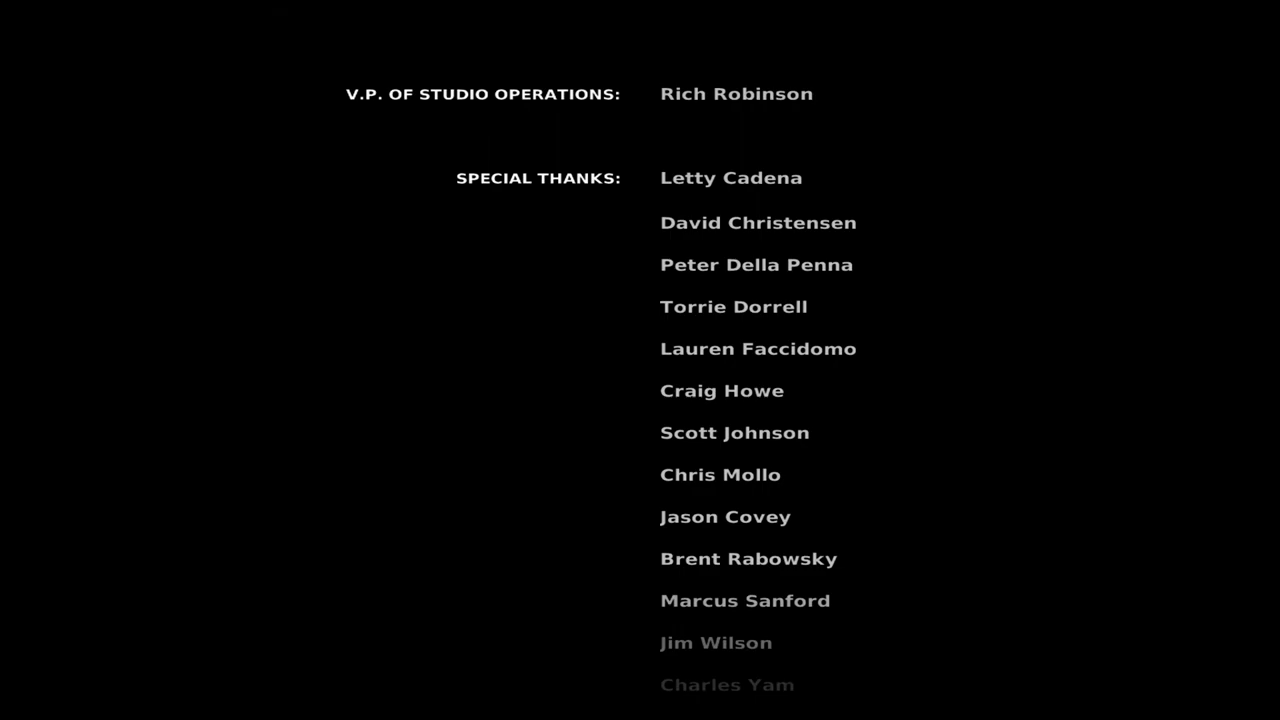 V.P. OF STUDIO OPERATIONS: Rich Robinson
SPECIAL THANKS: Letty Cadena
David Christensen
Peter Della Penna
Torrie Dorrell
Lauren Faccidomo
Craig Howe
Scott Johnson
Chris Mollo
Jason Covey
Brent Rabowsky
Marcus Sanford
Jim Wilson
Charles Yam